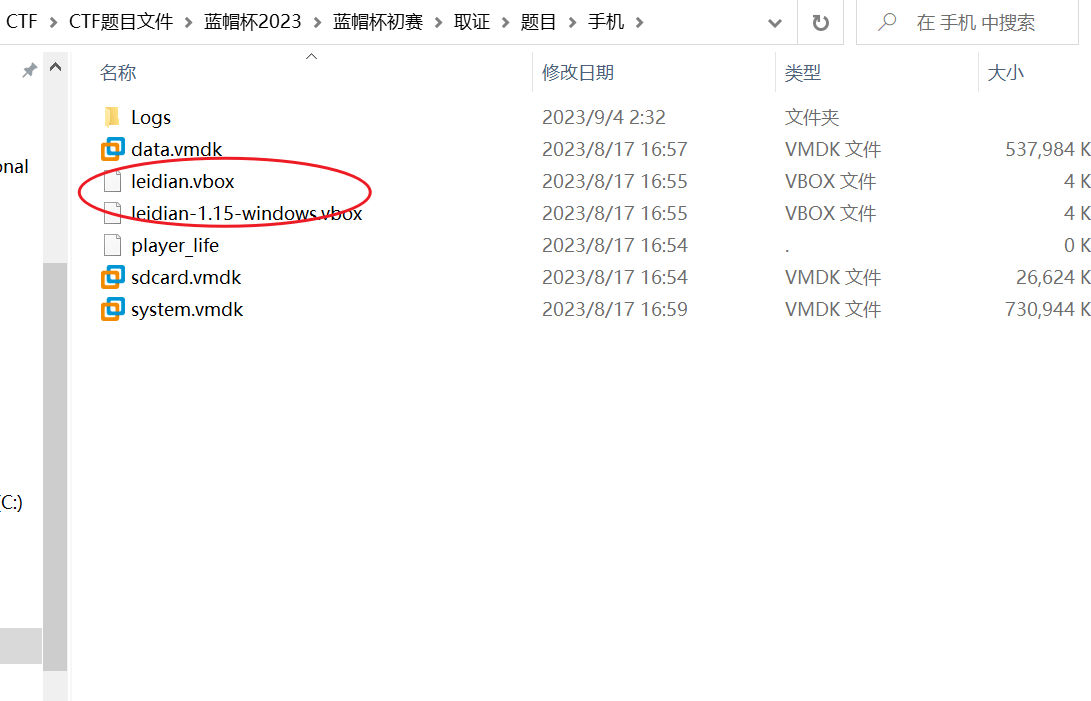 CTF > CTF题目文件 > 蓝帽杯2023 > 蓝帽杯初赛 > 取证 > 题目 > 手机 > 在 手机 中搜索
名称 修改日期 类型 大小
Logs 2023/9/4 2:32 文件夹
data.vmdk 2023/8/17 16:57 VMDK 文件 537,984 K
onal
leidian.vbox 2023/8/17 16:55 VBOX 文件 4 K
leidian-1.15-windows.vbox 2023/8/17 16:55 VBOX 文件 4 K
player_life 2023/8/17 16:54 . 0 K
sdcard.vmdk 2023/8/17 16:54 VMDK 文件 26,624 K
system.vmdk 2023/8/17 16:59 VMDK 文件 730,944 K
(C:)